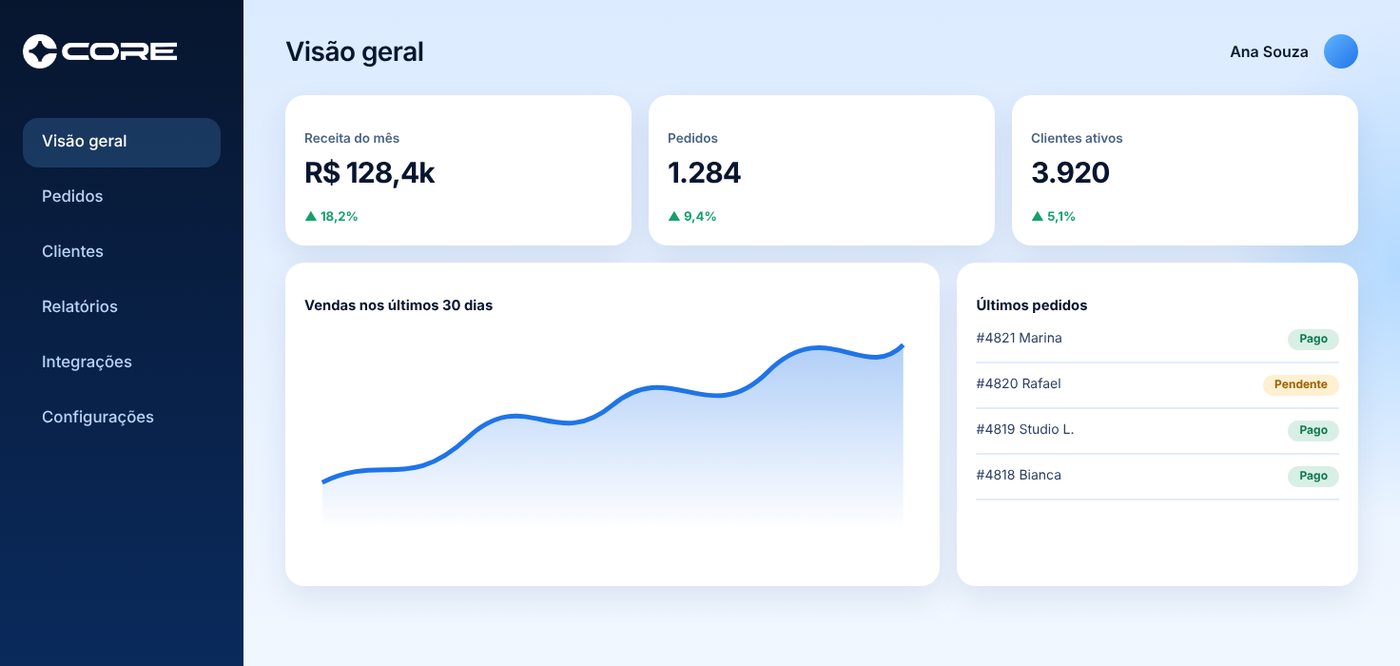 CORE
Visão geral
Pedidos
Clientes
Relatórios
Integrações
Configurações
Visão geral
Ana Souza
Receita do mês
R$ 128,4k
▲ 18,2%
Pedidos
1.284
▲ 9,4%
Clientes ativos
3.920
▲ 5,1%
Vendas nos últimos 30 dias
Últimos pedidos
#4821 Marina Pago
#4820 Rafael Pendente
#4819 Studio L. Pago
#4818 Bianca Pago